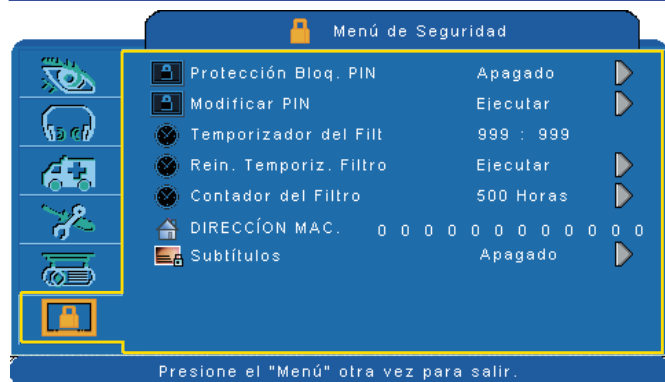 Menú de Seguridad
Protección Bloq. PIN Apagado
Modificar PIN Ejecutar
Temporizador del Filt 999 : 999
Rein. Temporiz. Filtro Ejecutar
Contador del Filtro 500 Horas
DIRECCÍON MAC. 0 0 0 0 0 0 0 0 0 0 0 0
Subtítulos Apagado
Presione el "Menú" otra vez para salir.